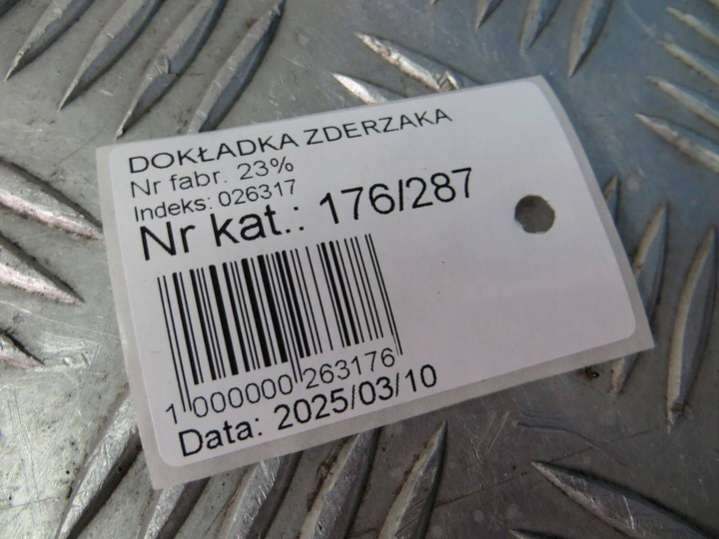 DOKŁADKA ZDERZAKA
Nr fabr. 23%
Indeks: 026317
Nr kat.: 176/287
1 000000 263176
Data: 2025/03/10